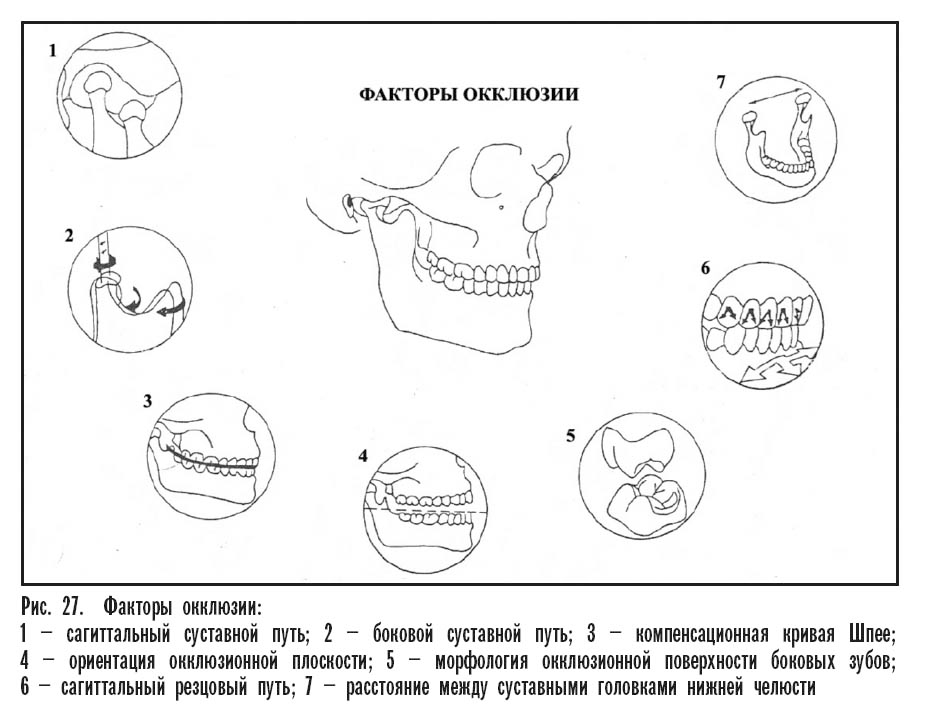 ФАКТОРЫ ОККЛЮЗИИ
1
2
3
4
5
6
7
Рис. 27. Факторы окклюзии:
1 – сагиттальный суставной путь; 2 – боковой суставной путь; 3 – компенсационная кривая Шпее;
4 – ориентация окклюзионной плоскости; 5 – морфология окклюзионной поверхности боковых зубов;
6 – сагиттальный резцовый путь; 7 – расстояние между суставными головками нижней челюсти